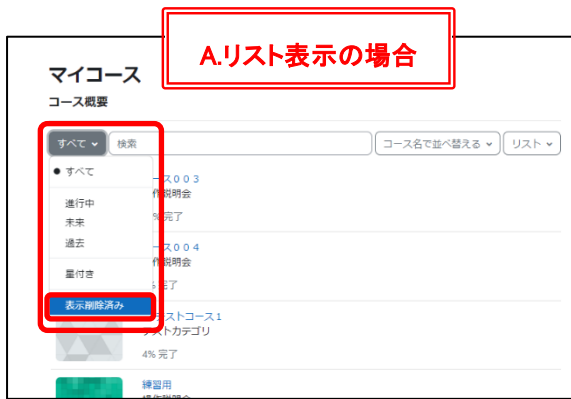 A.リスト表示の場合
マイコース
コース概要
すべて 検索 コース名で並べ替える リスト
すべて
進行中
未来
過去
星付き
表示削除済み
ース003
作説明会
% 完了
ース004
作説明会
% 完了
ストコース1
テストカテゴリ
4% 完了
練習用